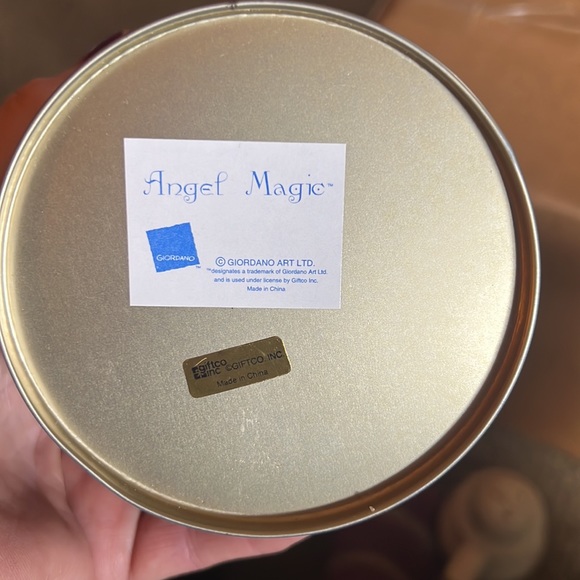 Angel Magic™
GIORDANO™
© GIORDANO ART LTD.
™designates a trademark of Giordano Art Ltd.
and is used under license by Giftco Inc.
Made in China
giftco inc ©GIFTCO, INC.
Made in China